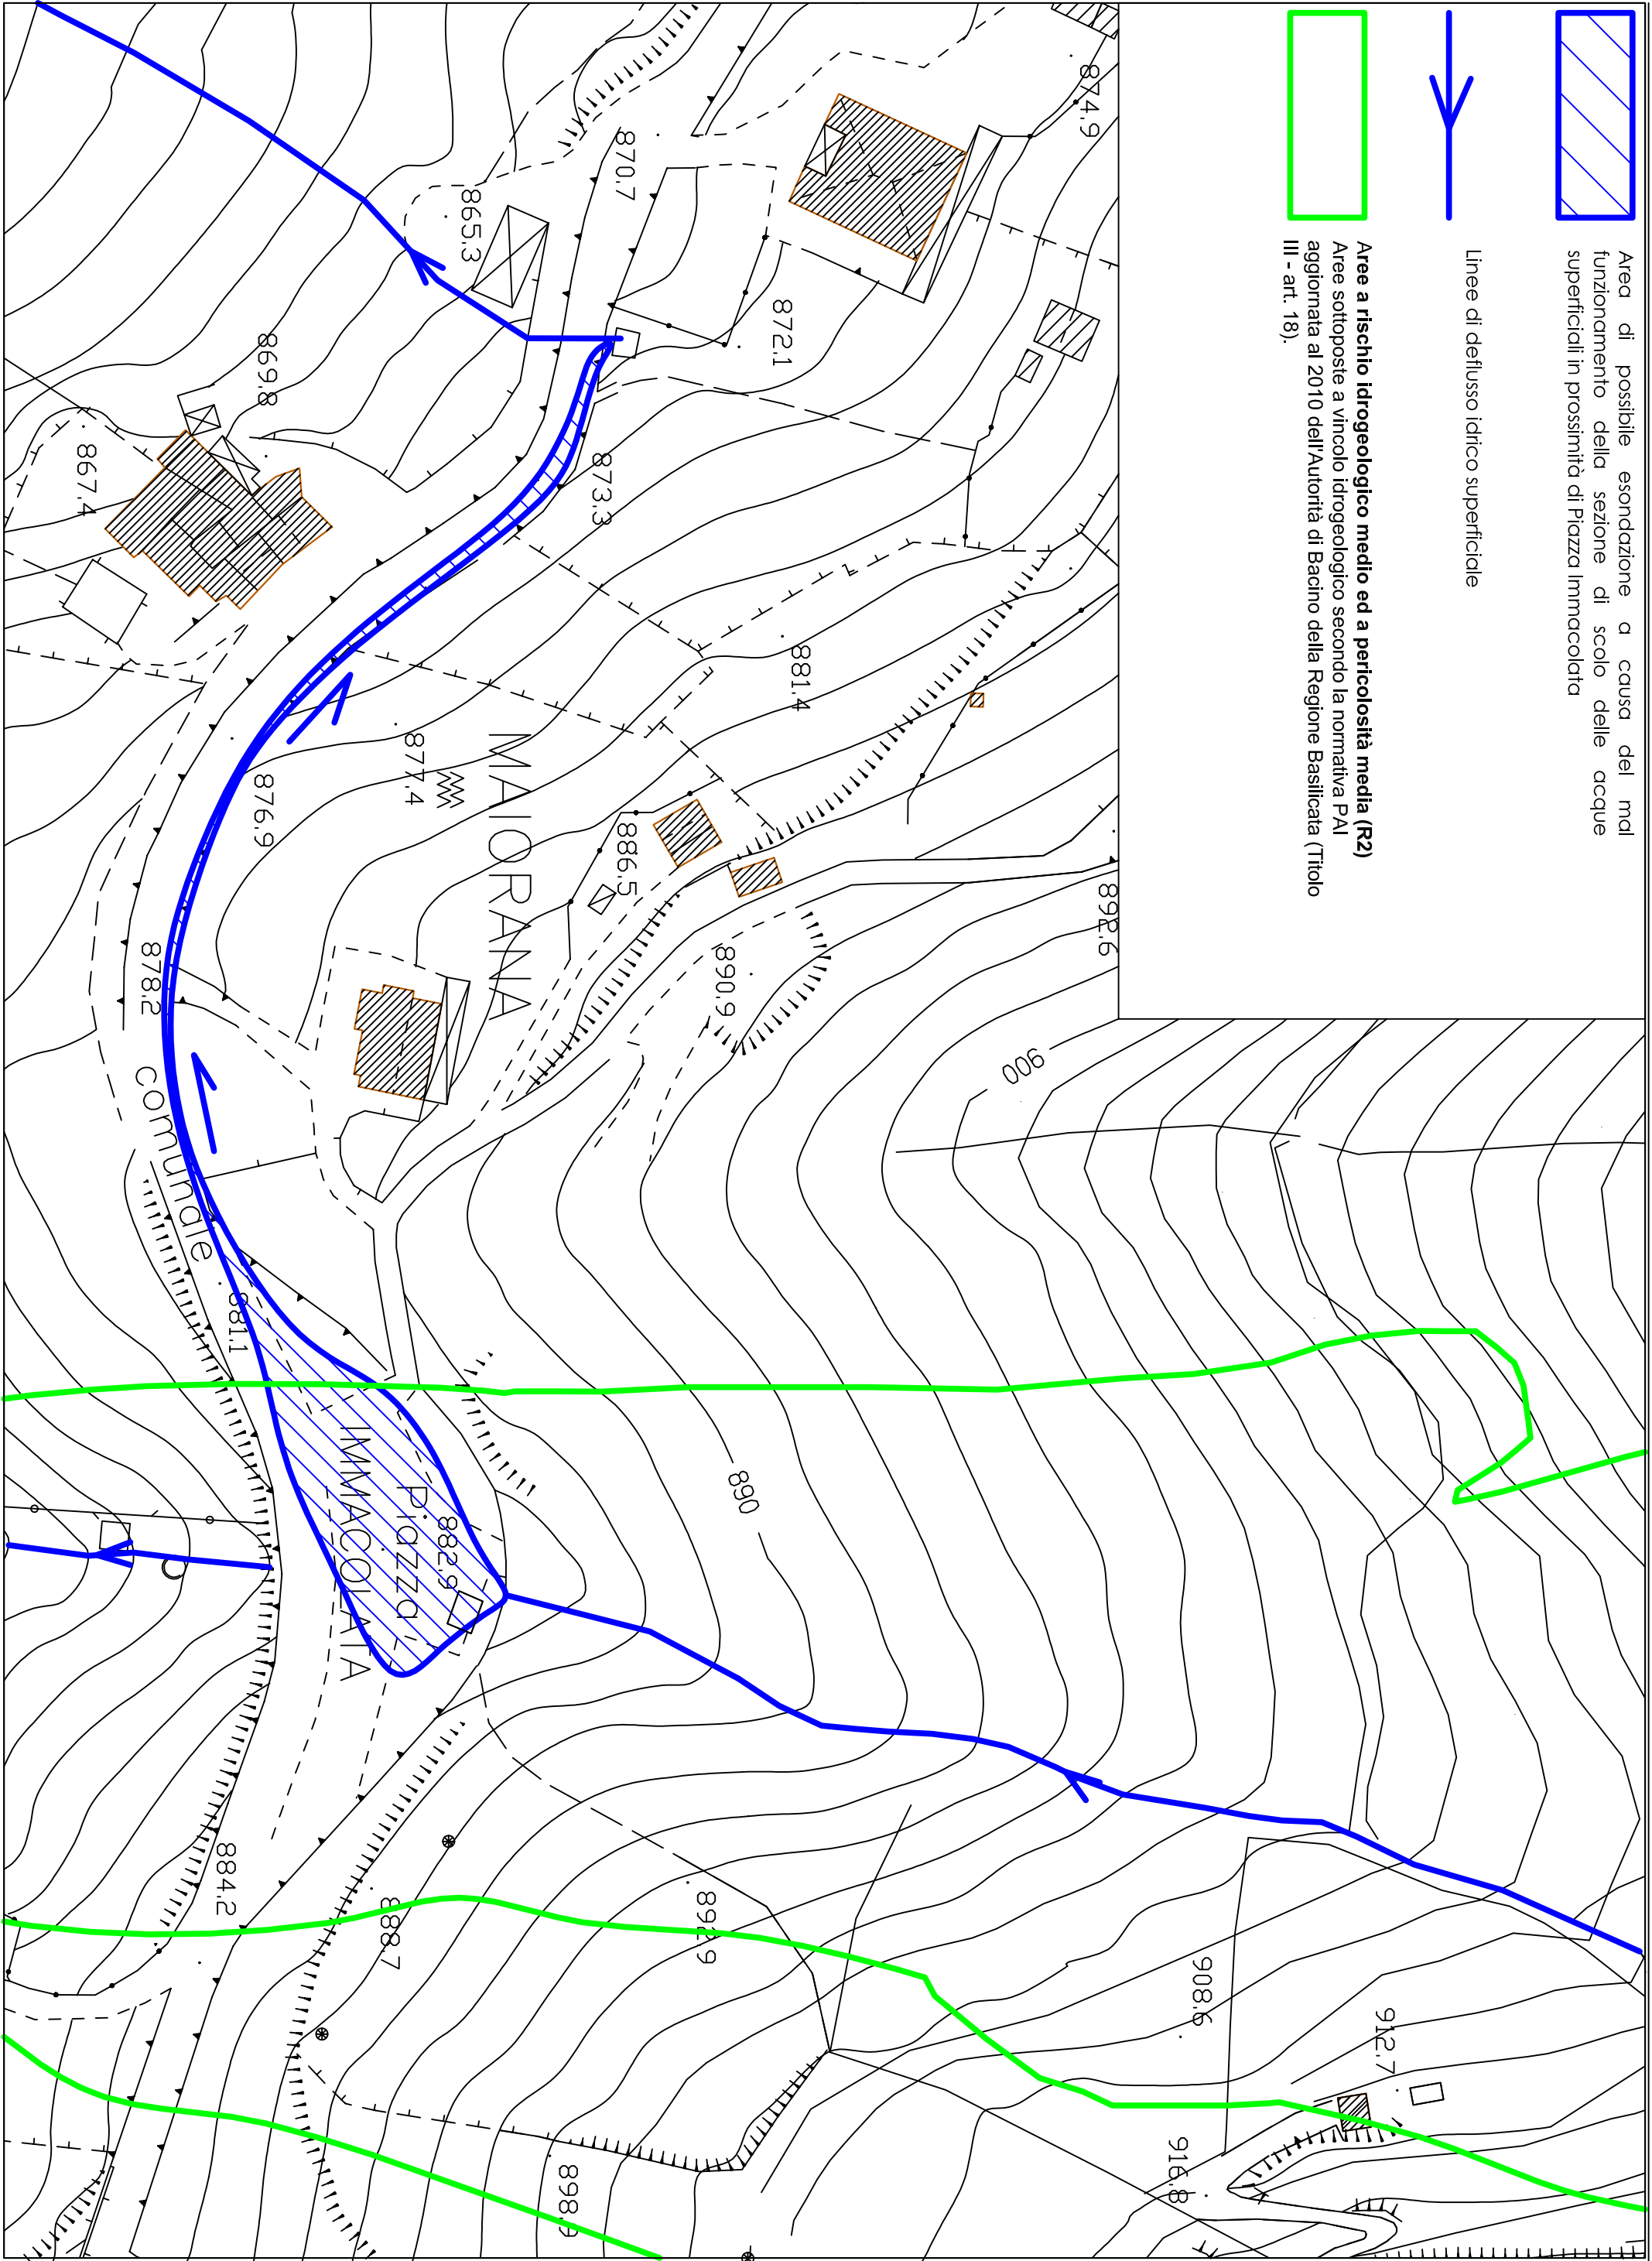 Area di possibile esondazione a causa del mal
funzionamento della sezione di scolo delle acque
superficiali in prossimità di Piazza Immacolata
Linee di deflusso idrico superficiale
Aree a rischio idrogeologico medio ed a pericolosità media (R2)
Aree sottoposte a vincolo idrogeologico secondo la normativa PAI
aggiornata al 2010 dell'Autorità di Bacino della Regione Basilicata (Titolo
III - art. 18).
874.9
870.7
865.3
872.1
869.8
867.4
873.3
881.4
877.4
876.9
MAIORANA
886.5
892.6
890.9
878.2
900
Comunale
881.1
890
Piazza
IMMACOLATA
882.9
884.2
888.7
892.9
908.6
912.7
916.8
898.9